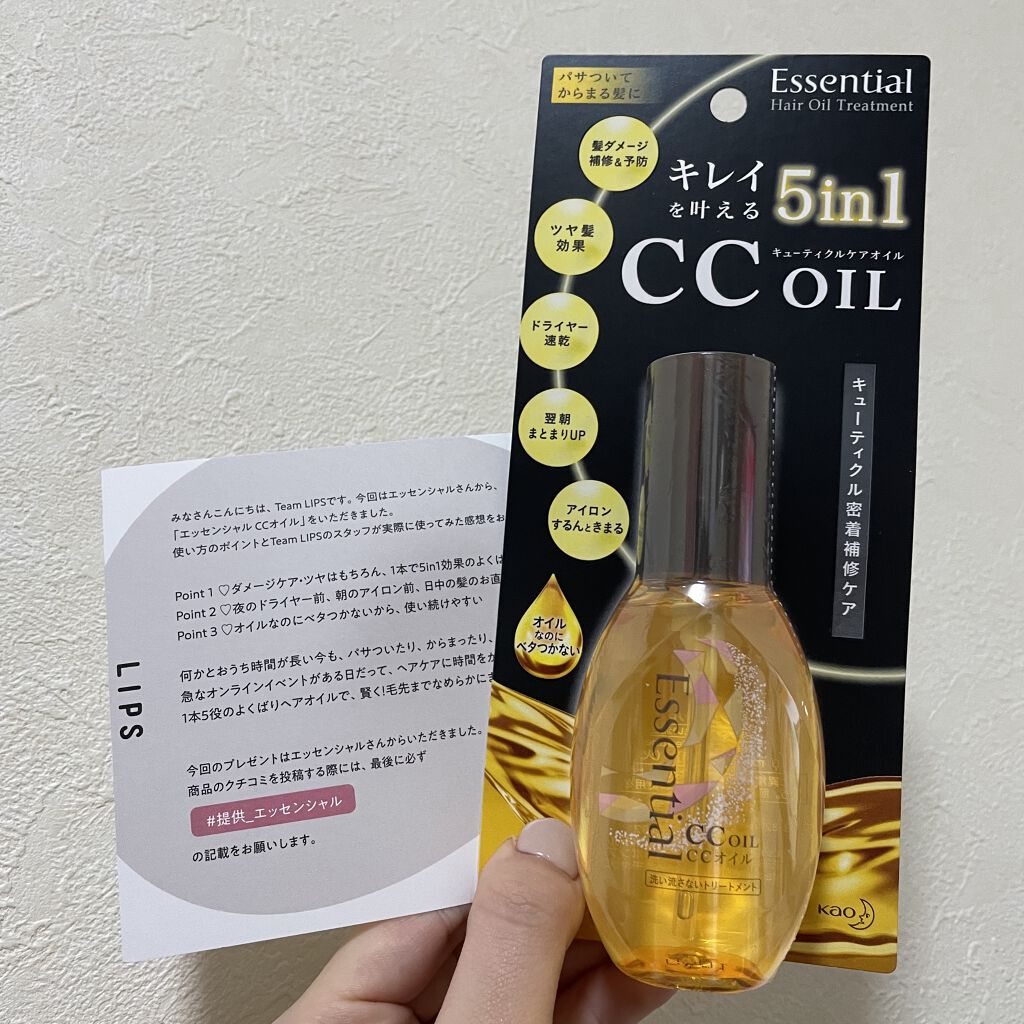 パサついて
からまる髪に
Essential
Hair Oil Treatment
髪ダメージ
補修&予防
キレイ
を叶える
5in1
ツヤ髪
効果
キューティクルケアオイル
CC OIL
ドライヤー
速乾
翌朝
まとまりUP
アイロン
するんときまる
オイル
なのに
ベタつかない
キューティクル密着補修ケア
Essential
CC OIL
CCオイル
洗い流さないトリートメント
Kao
みなさんこんにちは、Team LIPSです。今回はエッセンシャルさんから、
「エッセンシャル CCオイル」をいただきました。
使い方のポイントとTeam LIPSのスタッフが実際に使ってみた感想をお
Point 1 ♡ダメージケア・ツヤはもちろん、1本で5in1効果のよくば
Point 2 ♡夜のドライヤー前、朝のアイロン前、日中の髪のお直
Point 3 ♡オイルなのにベタつかないから、使い続けやすい
何かとおうち時間が長い今も、パサついたり、からまったり、
急なオンラインイベントがある日だって、ヘアケアに時間をか
1本5役のよくばりヘアオイルで、賢く!毛先までなめらかにま
今回のプレゼントはエッセンシャルさんからいただきました。
商品のクチコミを投稿する際には、最後に必ず
#提供_エッセンシャル
の記載をお願いします。
LIPS